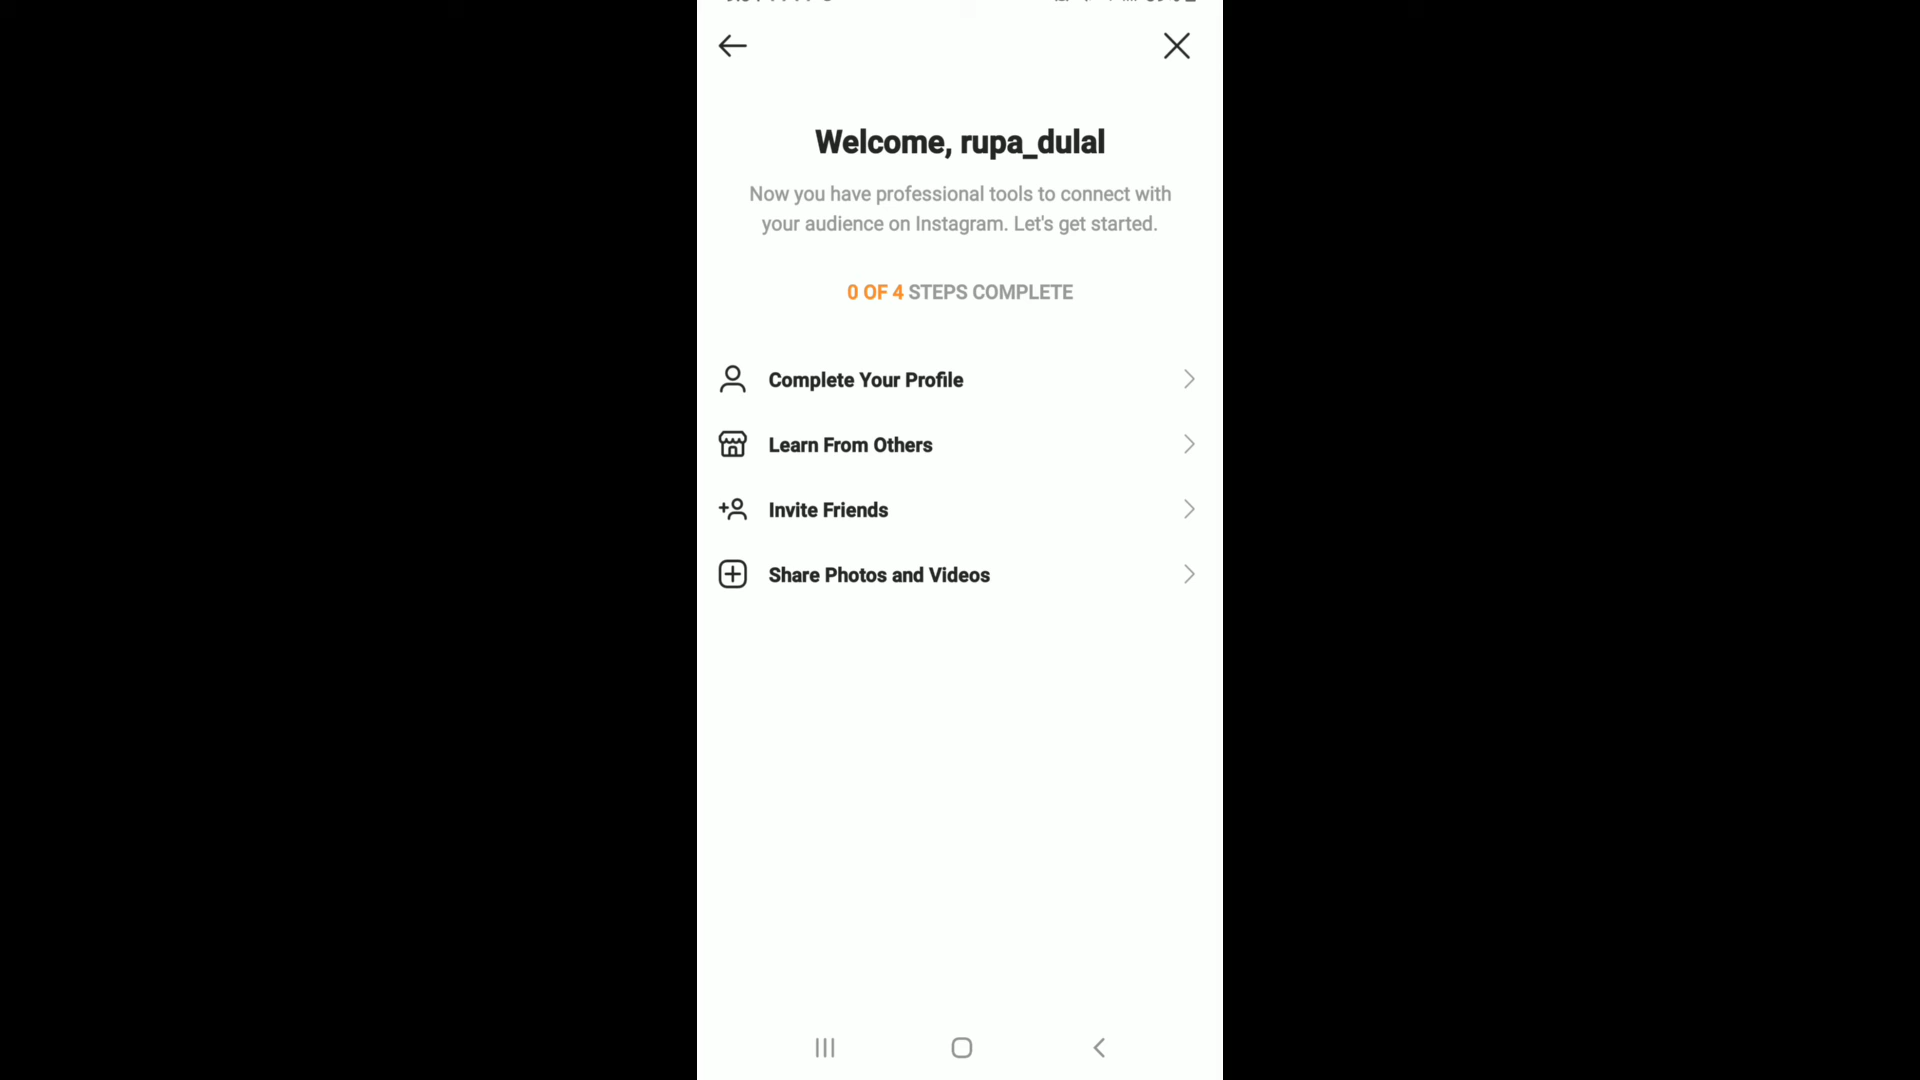 Welcome, rupa_dulal
Now you have professional tools to connect with
your audience on Instagram. Let's get started.
0 OF 4 STEPS COMPLETE
Complete Your Profile
Learn From Others
Invite Friends
Share Photos and Videos